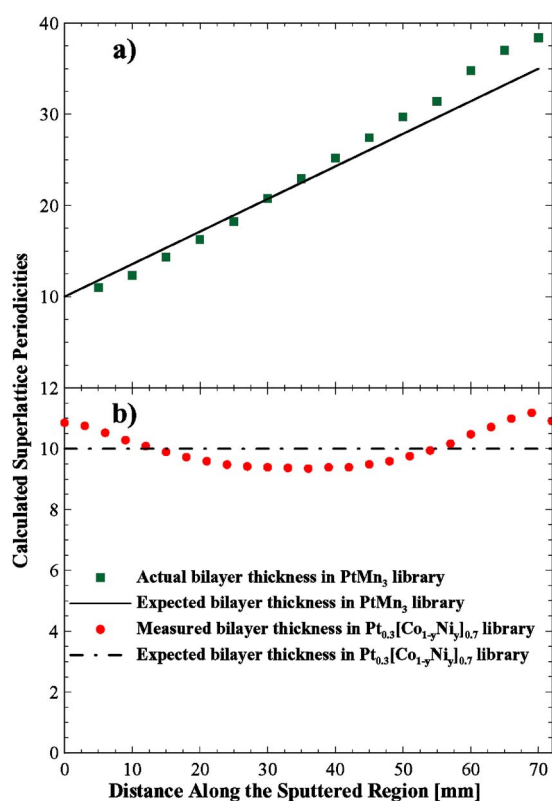 40
a)
30
20
10
Calculated Superlattice Periodicities
12
b)
10
8
Actual bilayer thickness in PtMn₃ library
6
Expected bilayer thickness in PtMn₃ library
Measured bilayer thickness in Pt₀.₃[Co₁₋ᵧNiᵧ]₀.₇ library
4
Expected bilayer thickness in Pt₀.₃[Co₁₋ᵧNiᵧ]₀.₇ library
2
0
0 10 20 30 40 50 60 70
Distance Along the Sputtered Region [mm]